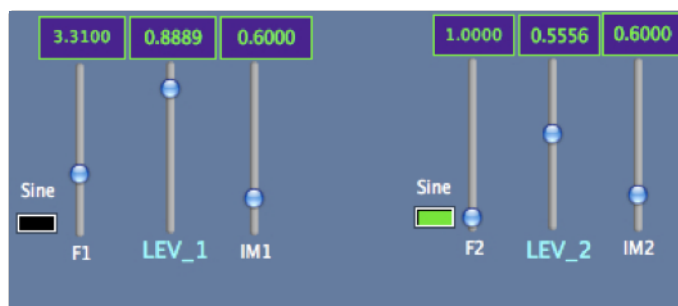 3.3100 0.8889 0.6000 1.0000 0.5556 0.6000
Sine Sine
F1 LEV_1 IM1 F2 LEV_2 IM2